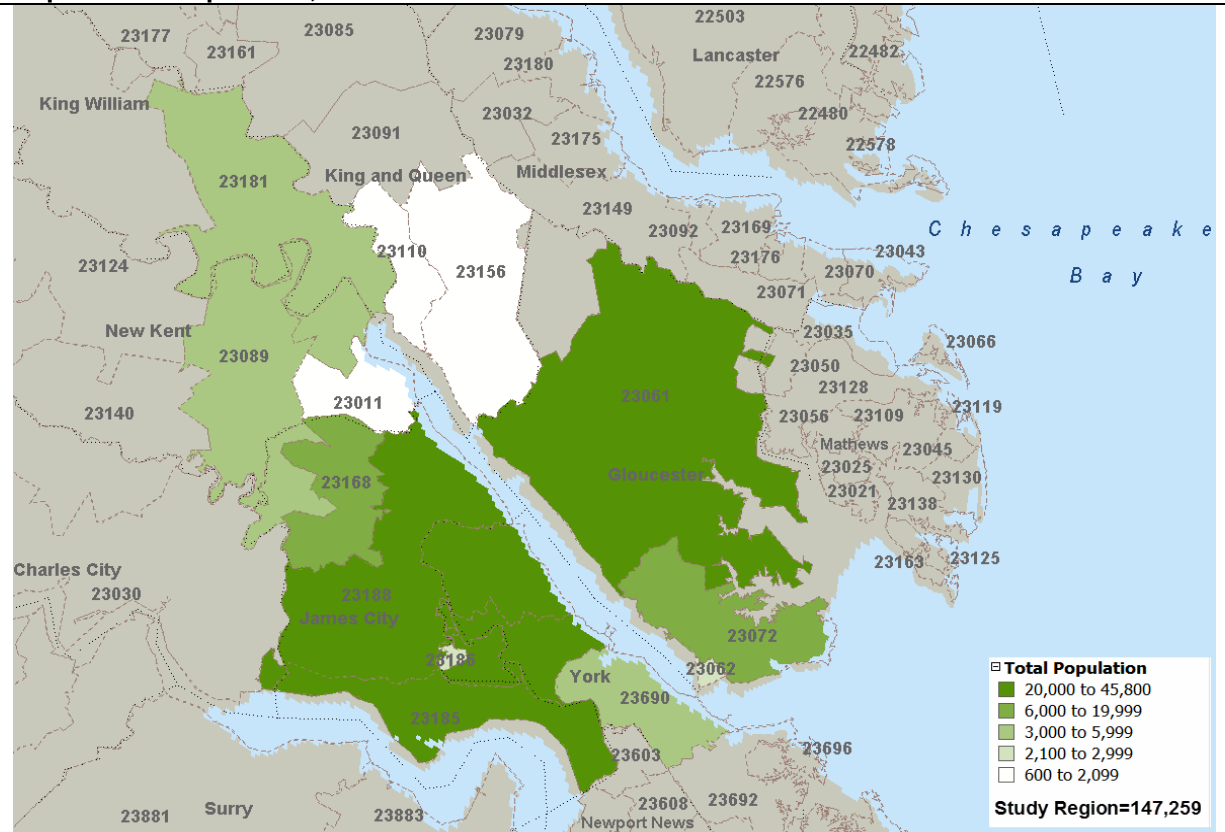 22503
23177
23161
23085
23079
22482
Lancaster
23180
22576
King William
23032
22480
23091
23175
22578
King and Queen
Middlesex
23181
23149
23169
23092
C h e s a p e a k e
23110
23176
23043
23124
23156
23070
B a y
23071
New Kent
23035
23066
23089
23050
23128
23061
23011
23119
23140
23056
23109
Mathews
23045
23025
Gloucester
23130
23168
23021
23138
23163
23125
Charles City
23030
23188
James City
23072
23186
23062
York
23690
23185
23603
23696
23608
23692
Surry
23881
23883
Newport News
Total Population
20,000 to 45,800
6,000 to 19,999
3,000 to 5,999
2,100 to 2,999
600 to 2,099
Study Region=147,259